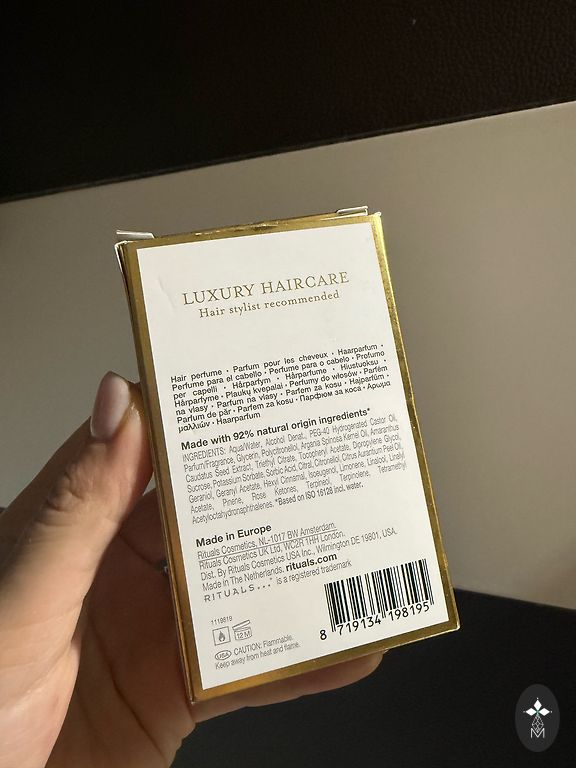 LUXURY HAIRCARE
Hair stylist recommended
Hair perfume • Parfum pour les cheveux • Haarparfum •
Perfume para el cabello • Perfume para o cabelo • Profumo
per capelli • Hårparfym • Hårparfume • Hiustuoksu •
Hårparfyme • Plaukų kvepalai • Perfumy do włosów • Parfém
na vlasy • Parfum na vlasy • Parfem za kosu • Hajparfüm •
Parfum de păr • Parfem za kosu • Парфюм за коса • Άρωμα
μαλλιών • Haarparfum
Made with 92% natural origin ingredients*
INGREDIENTS: Aqua/Water, Alcohol Denat., PEG-40 Hydrogenated Castor Oil,
Parfum/Fragrance, Glycerin, Polycitronellol, Argania Spinosa Kernel Oil, Amaranthus
Caudatus Seed Extract, Triethyl Citrate, Tocopheryl Acetate, Dipropylene Glycol,
Sucrose, Potassium Sorbate, Sorbic Acid, Citral, Citronellol, Citrus Aurantium Peel Oil,
Geraniol, Geranyl Acetate, Hexyl Cinnamal, Isoeugenol, Limonene, Linalool, Linalyl
Acetate, Pinene, Rose Ketones, Terpineol, Terpinolene, Tetramethyl
Acetyloctahydronaphthalenes. *Based on ISO 16128 incl. water.
Made in Europe
Rituals Cosmetics, NL-1017 BW Amsterdam.
Rituals Cosmetics UK Ltd, WC2R 1HH London.
Dist. By Rituals Cosmetics USA Inc., Wilmington DE 19801, USA.
Made In The Netherlands. rituals.com
RITUALS... is a registered trademark
1119819
12 M
USA CAUTION: Flammable.
Keep away from heat and flame.
8 719134 198195
M